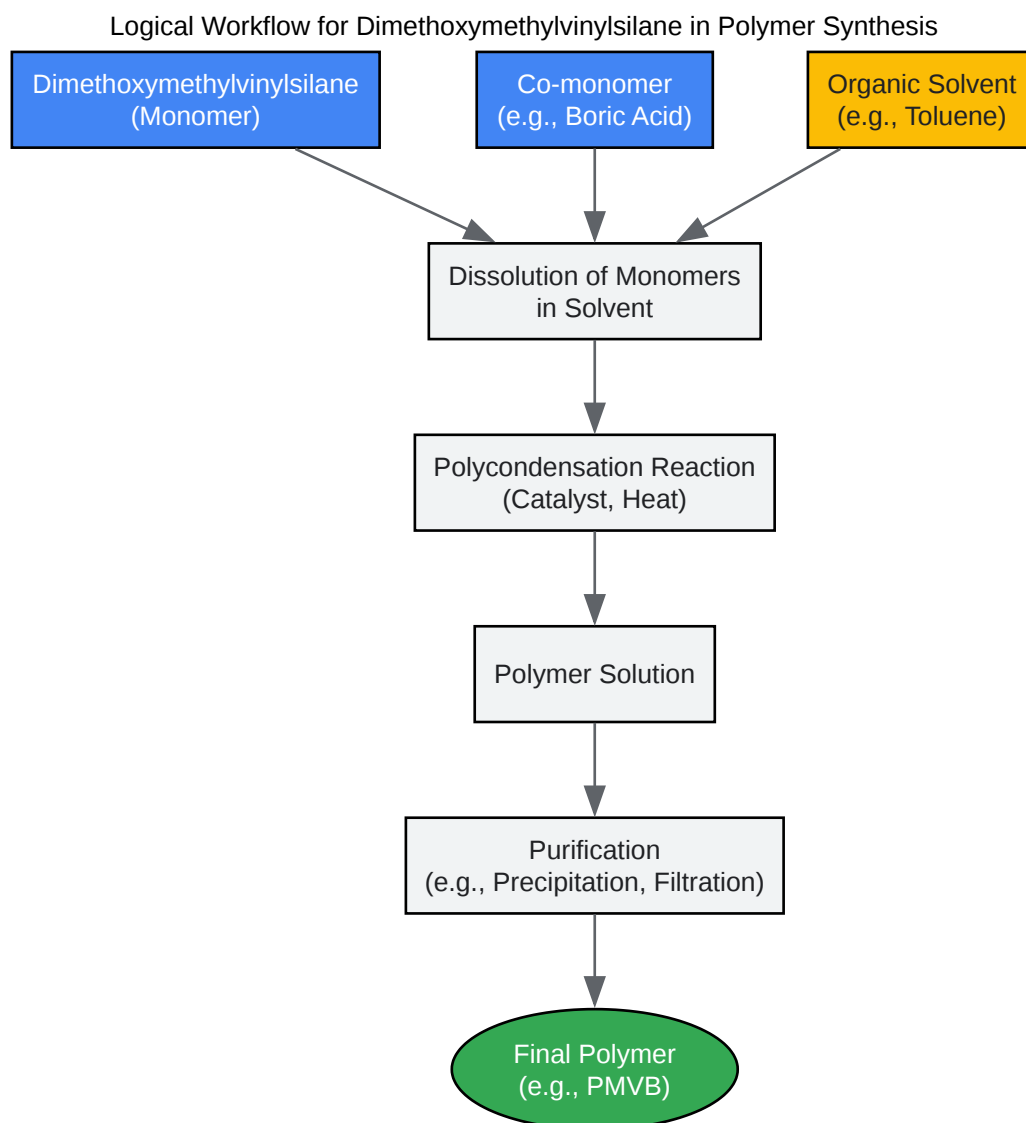 Logical Workflow for Dimethoxymethylvinylsilane in Polymer Synthesis
Dimethoxymethylvinylsilane
(Monomer)
Co-monomer
(e.g., Boric Acid)
Organic Solvent
(e.g., Toluene)
Dissolution of Monomers
in Solvent
Polycondensation Reaction
(Catalyst, Heat)
Polymer Solution
Purification
(e.g., Precipitation, Filtration)
Final Polymer
(e.g., PMVB)